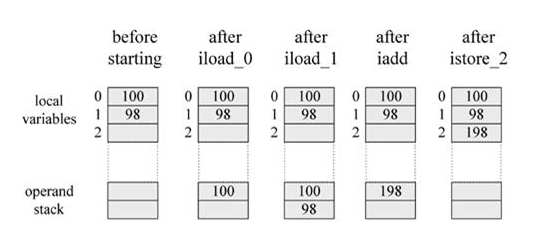 before after after after after
starting iload_0 iload_1 iadd istore_2
0 100 0 100 0 100 0 100 0 100
local variables 1 98 1 98 1 98 1 98 1 98
2 2 2 2 2 198
operand 100 100 198
stack 98